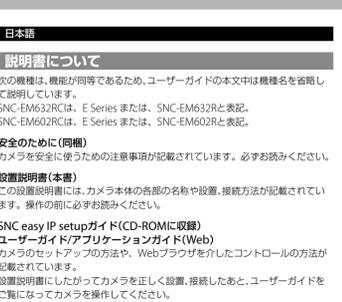 日本語
説明書について
次の機種は、機能が同等であるため、ユーザーガイドの本文中は機種名を省略し
て説明しています。
SNC-EM632RCは、E Series または、SNC-EM632Rと表記。
SNC-EM602RCは、E Series または、SNC-EM602Rと表記。
安全のために(同梱)
カメラを安全に使うための注意事項が記載されています。必ずお読みください。
設置説明書(本書)
この設置説明書には、カメラ本体の各部の名称や設置、接続方法が記載されてい
ます。操作の前に必ずお読みください。
SNC easy IP setupガイド(CD-ROMに収録)
ユーザーガイド/アプリケーションガイド(Web)
カメラのセットアップの方法や、Webブラウザを介したコントロールの方法が
記載されています。
設置説明書にしたがってカメラを正しく設置、接続したあと、ユーザーガイドを
ご覧になってカメラを操作してください。